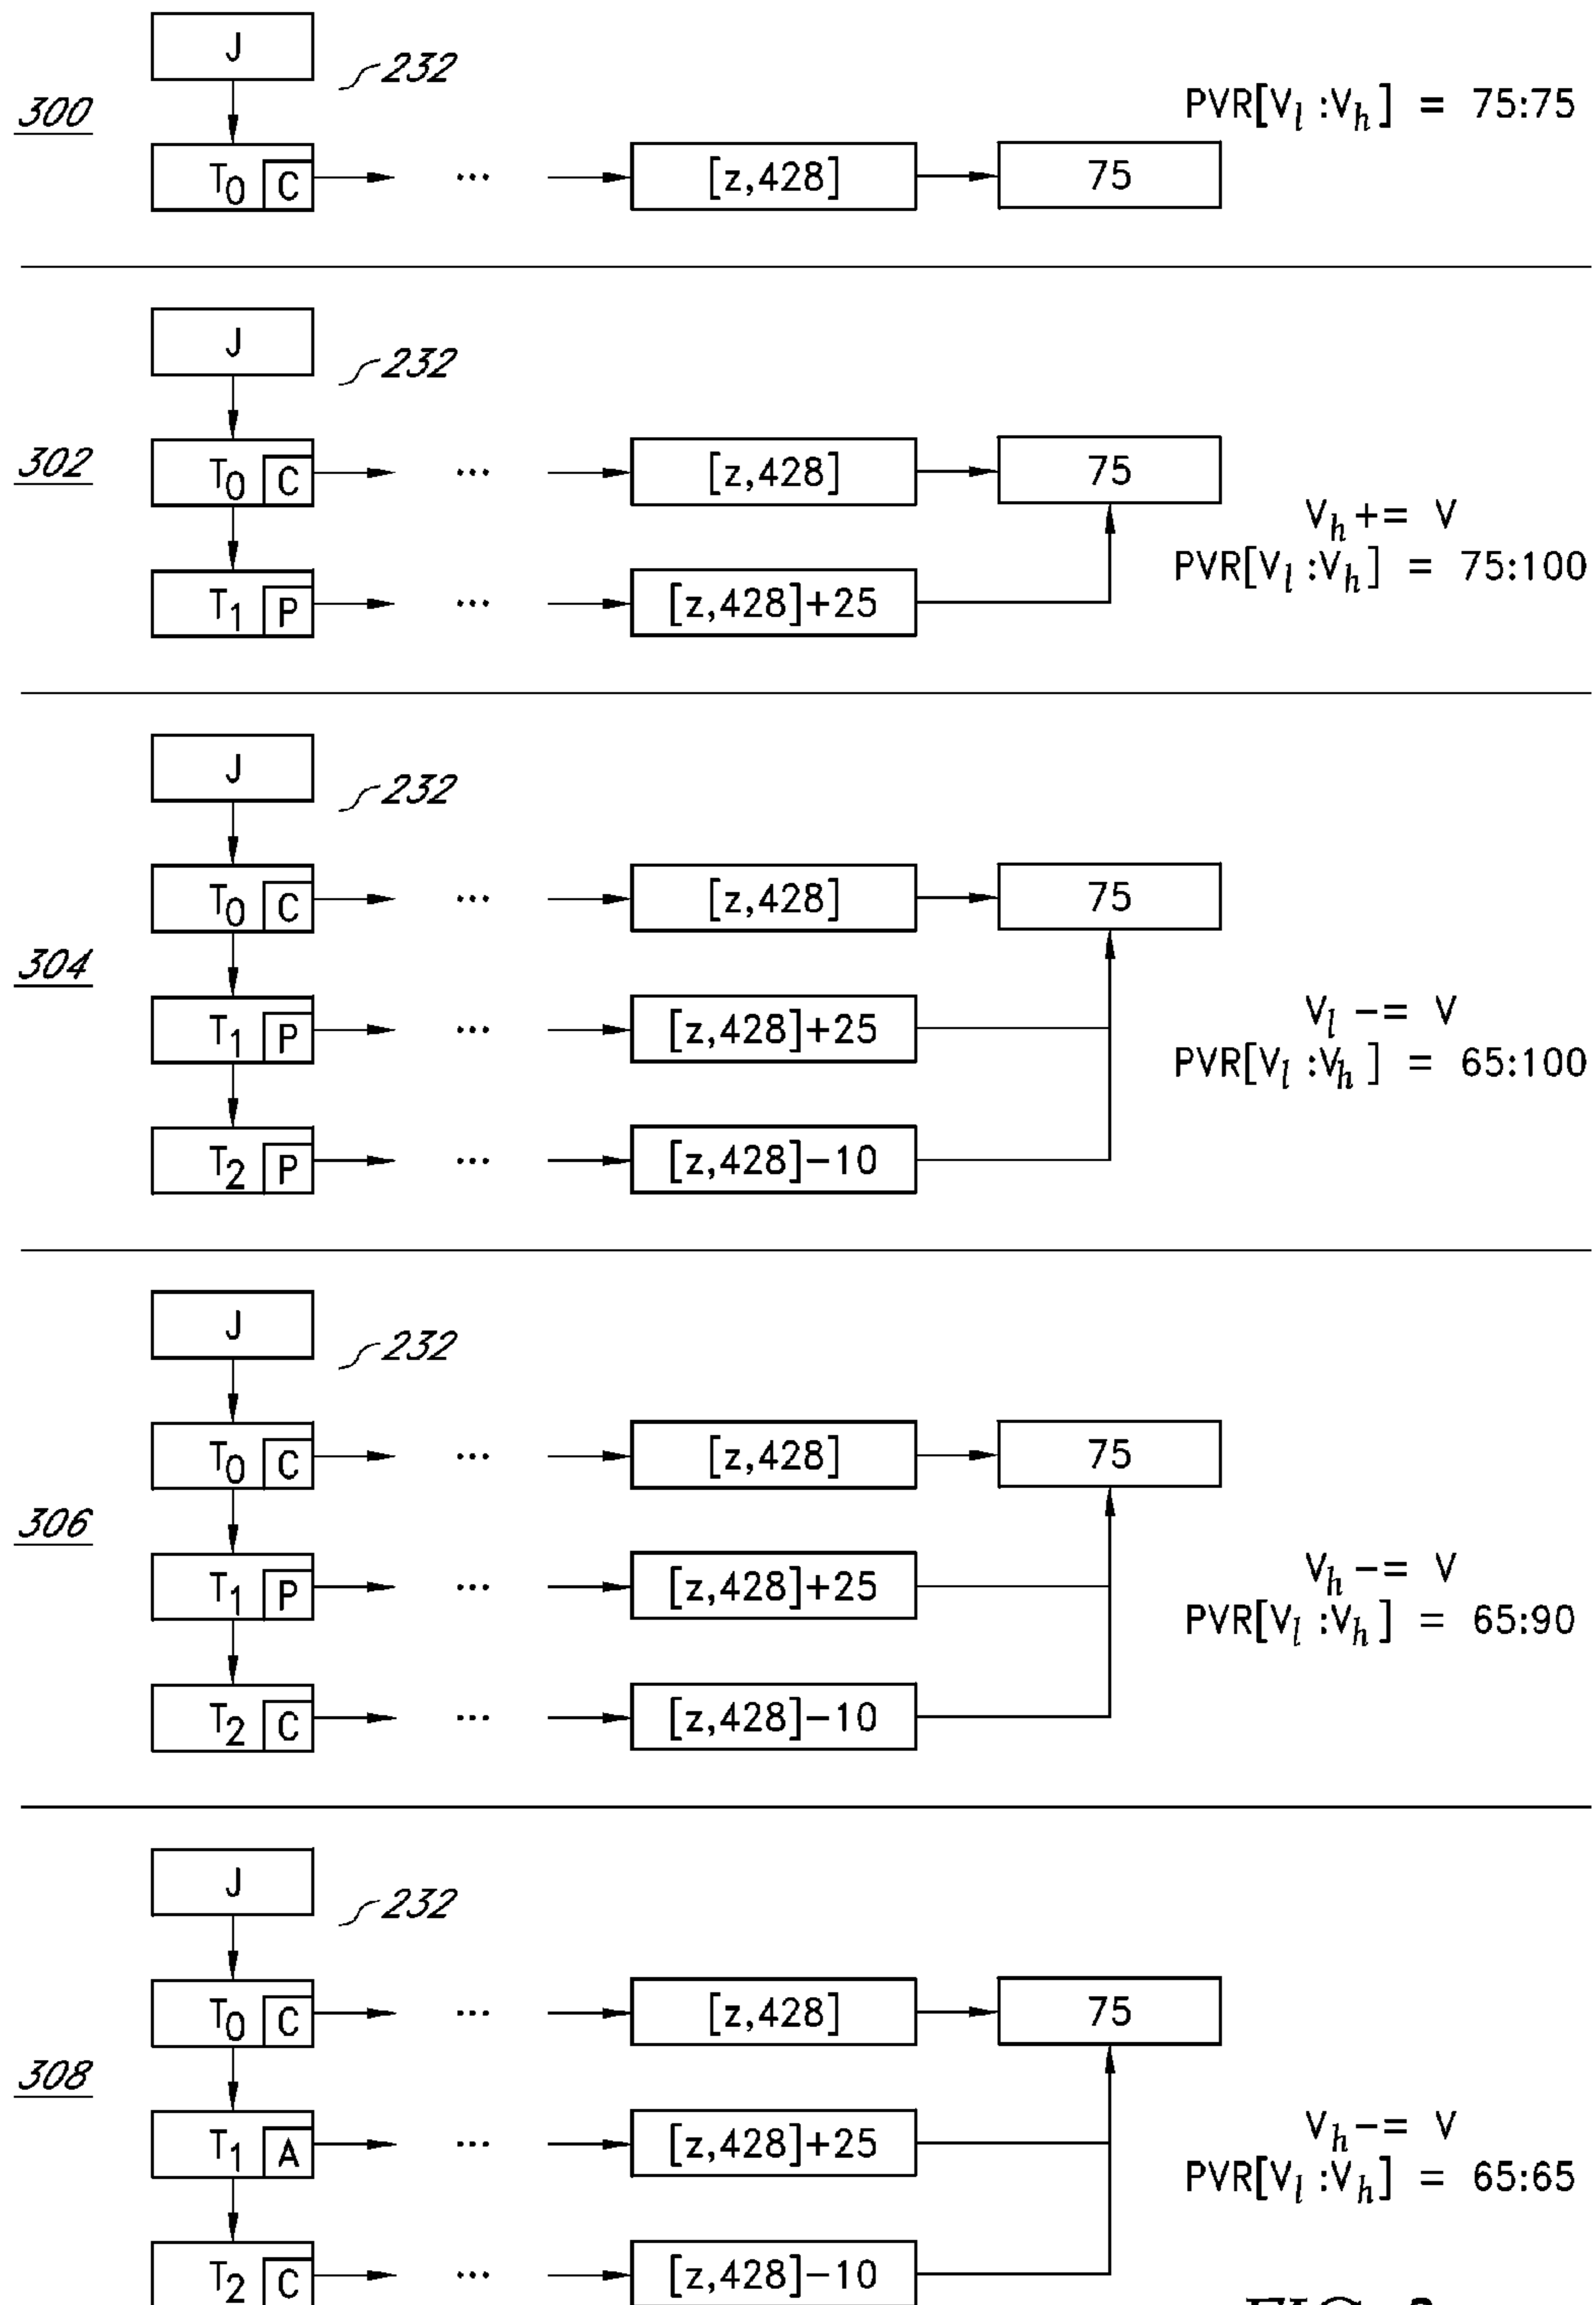 J
232
300
PVR[Vl :Vh] = 75:75
T0 C ... [z,428] 75
J
232
302
T0 C ... [z,428] 75
Vh += V
PVR[Vl :Vh] = 75:100
T1 P ... [z,428]+25
J
232
T0 C ... [z,428] 75
304
T1 P ... [z,428]+25
Vl -= V
PVR[Vl :Vh ] = 65:100
T2 P ... [z,428]-10
J
232
T0 C ... [z,428] 75
306
T1 P ... [z,428]+25
Vh -= V
PVR[Vl :Vh ] = 65:90
T2 C ... [z,428]-10
J
232
T0 C ... [z,428] 75
308
T1 A ... [z,428]+25
Vh -= V
PVR[Vl :Vh] = 65:65
T2 C ... [z,428]-10